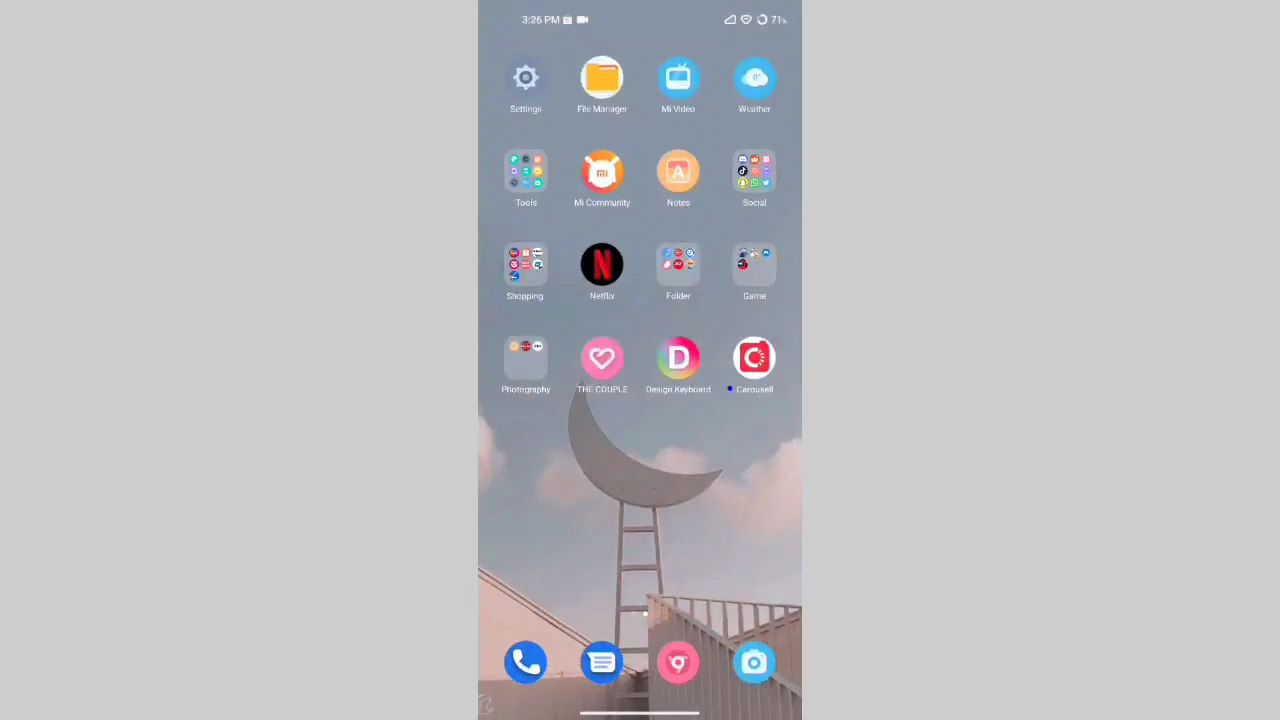 3:26 PM 71%
Settings File Manager Mi Video Weather
Tools Mi Community Notes Social
Shopping Netflix Folder Game
Photography THE COUPLE Design Keyboard Carousell